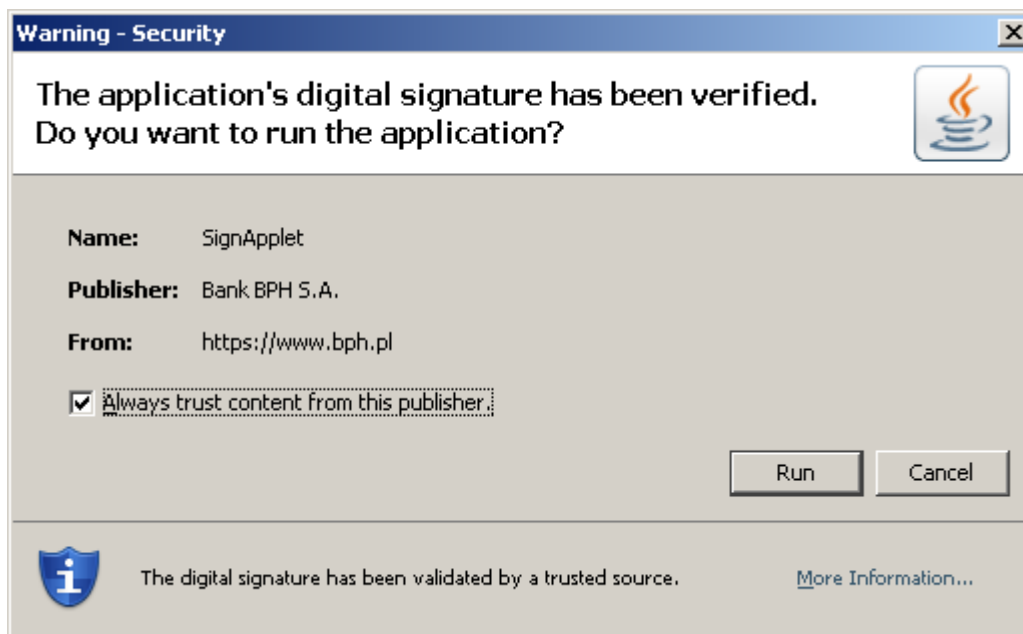 Warning - Security
The application's digital signature has been verified.
Do you want to run the application?
Name: SignApplet
Publisher: Bank BPH S.A.
From: https://www.bph.pl
Always trust content from this publisher.
Run Cancel
The digital signature has been validated by a trusted source. More Information...